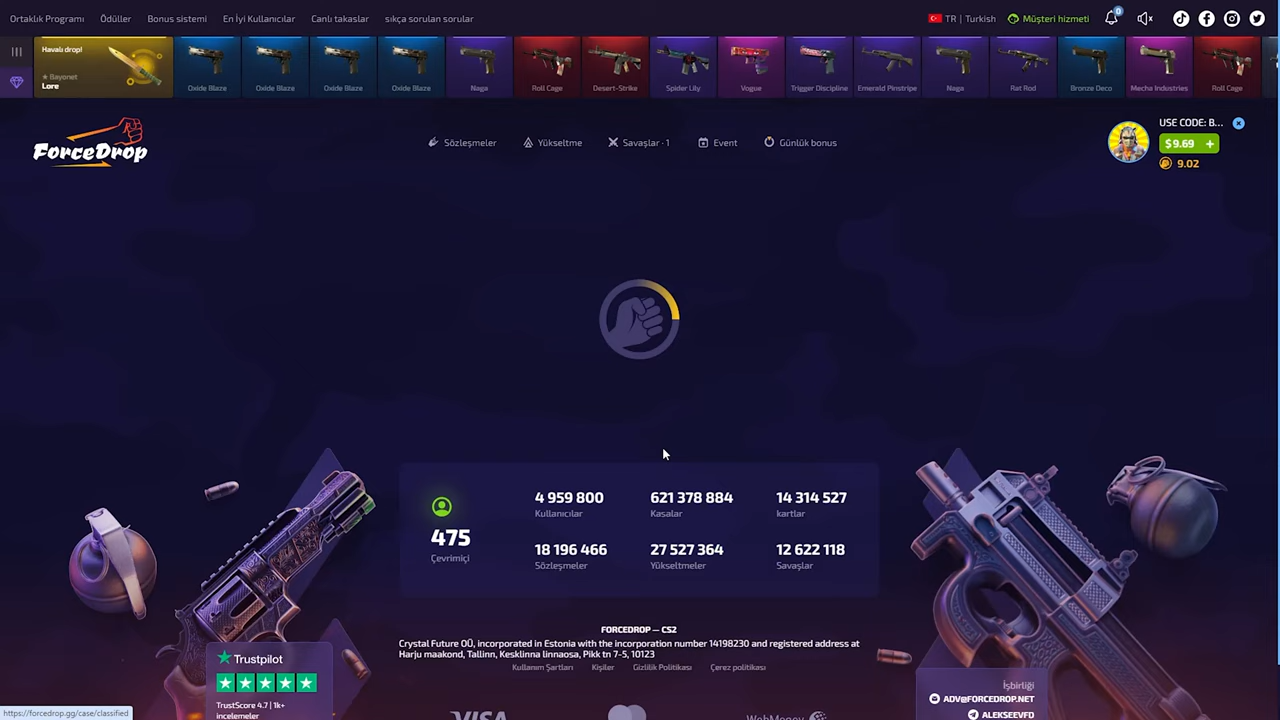 Ortaklık Programı Ödüller Bonus sistemi En İyi Kullanıcılar Canlı takaslar sıkça sorulan sorular TR | Turkish Müşteri hizmeti 0
Havalı drop!
★ Bayonet
Lore
Oxide Blaze Oxide Blaze Oxide Blaze Oxide Blaze Naga Roll Cage Desert-Strike Spider Lily Vogue Trigger Discipline Emerald Pinstripe Naga Rat Rod Bronze Deco Mecha Industries Roll Cage
FORCEDROP
Sözleşmeler Yükseltme Savaşlar · 1 Event Günlük bonus
USE CODE: B...
$ 9.69 +
9.02
475
Çevrimiçi
4 959 800 621 378 884 14 314 527
Kullanıcılar Kasalar kartlar
18 196 466 27 527 364 12 622 118
Sözleşmeler Yükseltmeler Savaşlar
FORCEDROP — CS2
Crystal Future OÜ, incorporated in Estonia with the incorporation number 14198230 and registered address at
Harju maakond, Tallinn, Kesklinna linnaosa, Pikk tn 7-5, 10123
Kullanım Şartları Kişiler Gizlilik Politikası Çerez politikası
Trustpilot
TrustScore 4.7 | 1k+
incelemeler
İşbirliği
ADV@FORCEDROP.NET
ALEKSEEVFD
VISA WebMoney
https://forcedrop.gg/case/classified